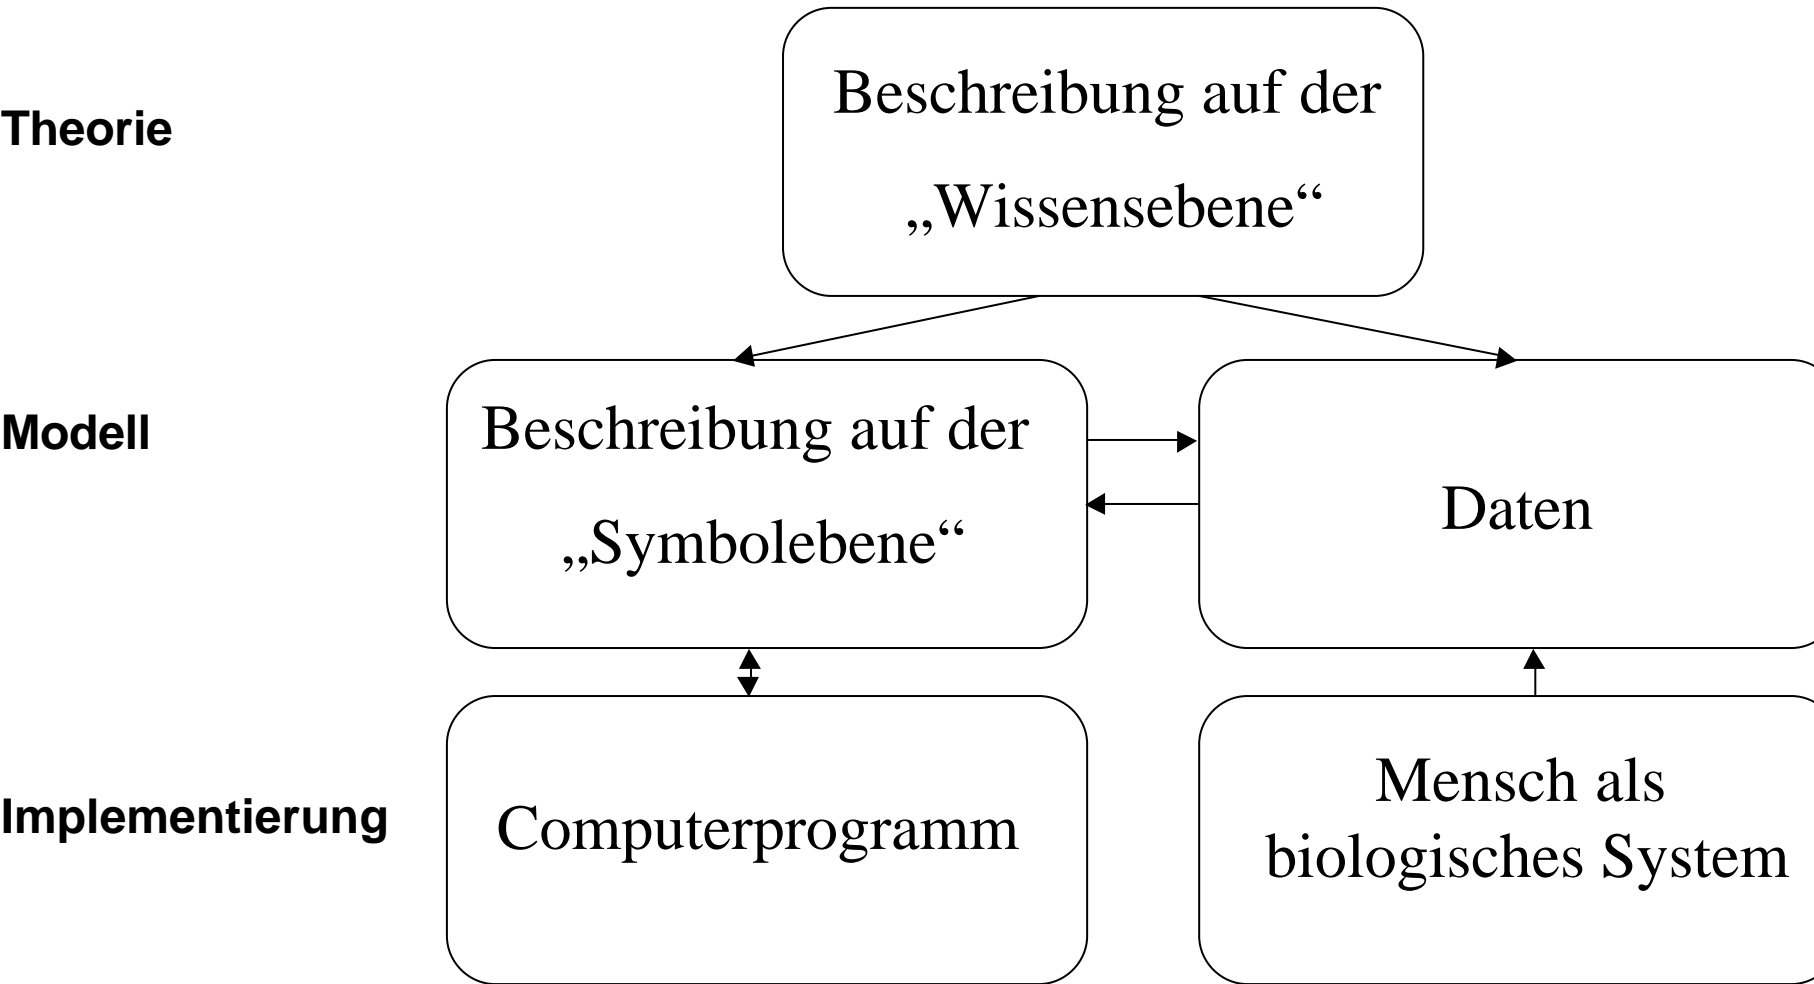 Theorie
Beschreibung auf der
„Wissensebene“
Modell
Beschreibung auf der
„Symbolebene“
Daten
Implementierung
Computerprogramm
Mensch als
biologisches System